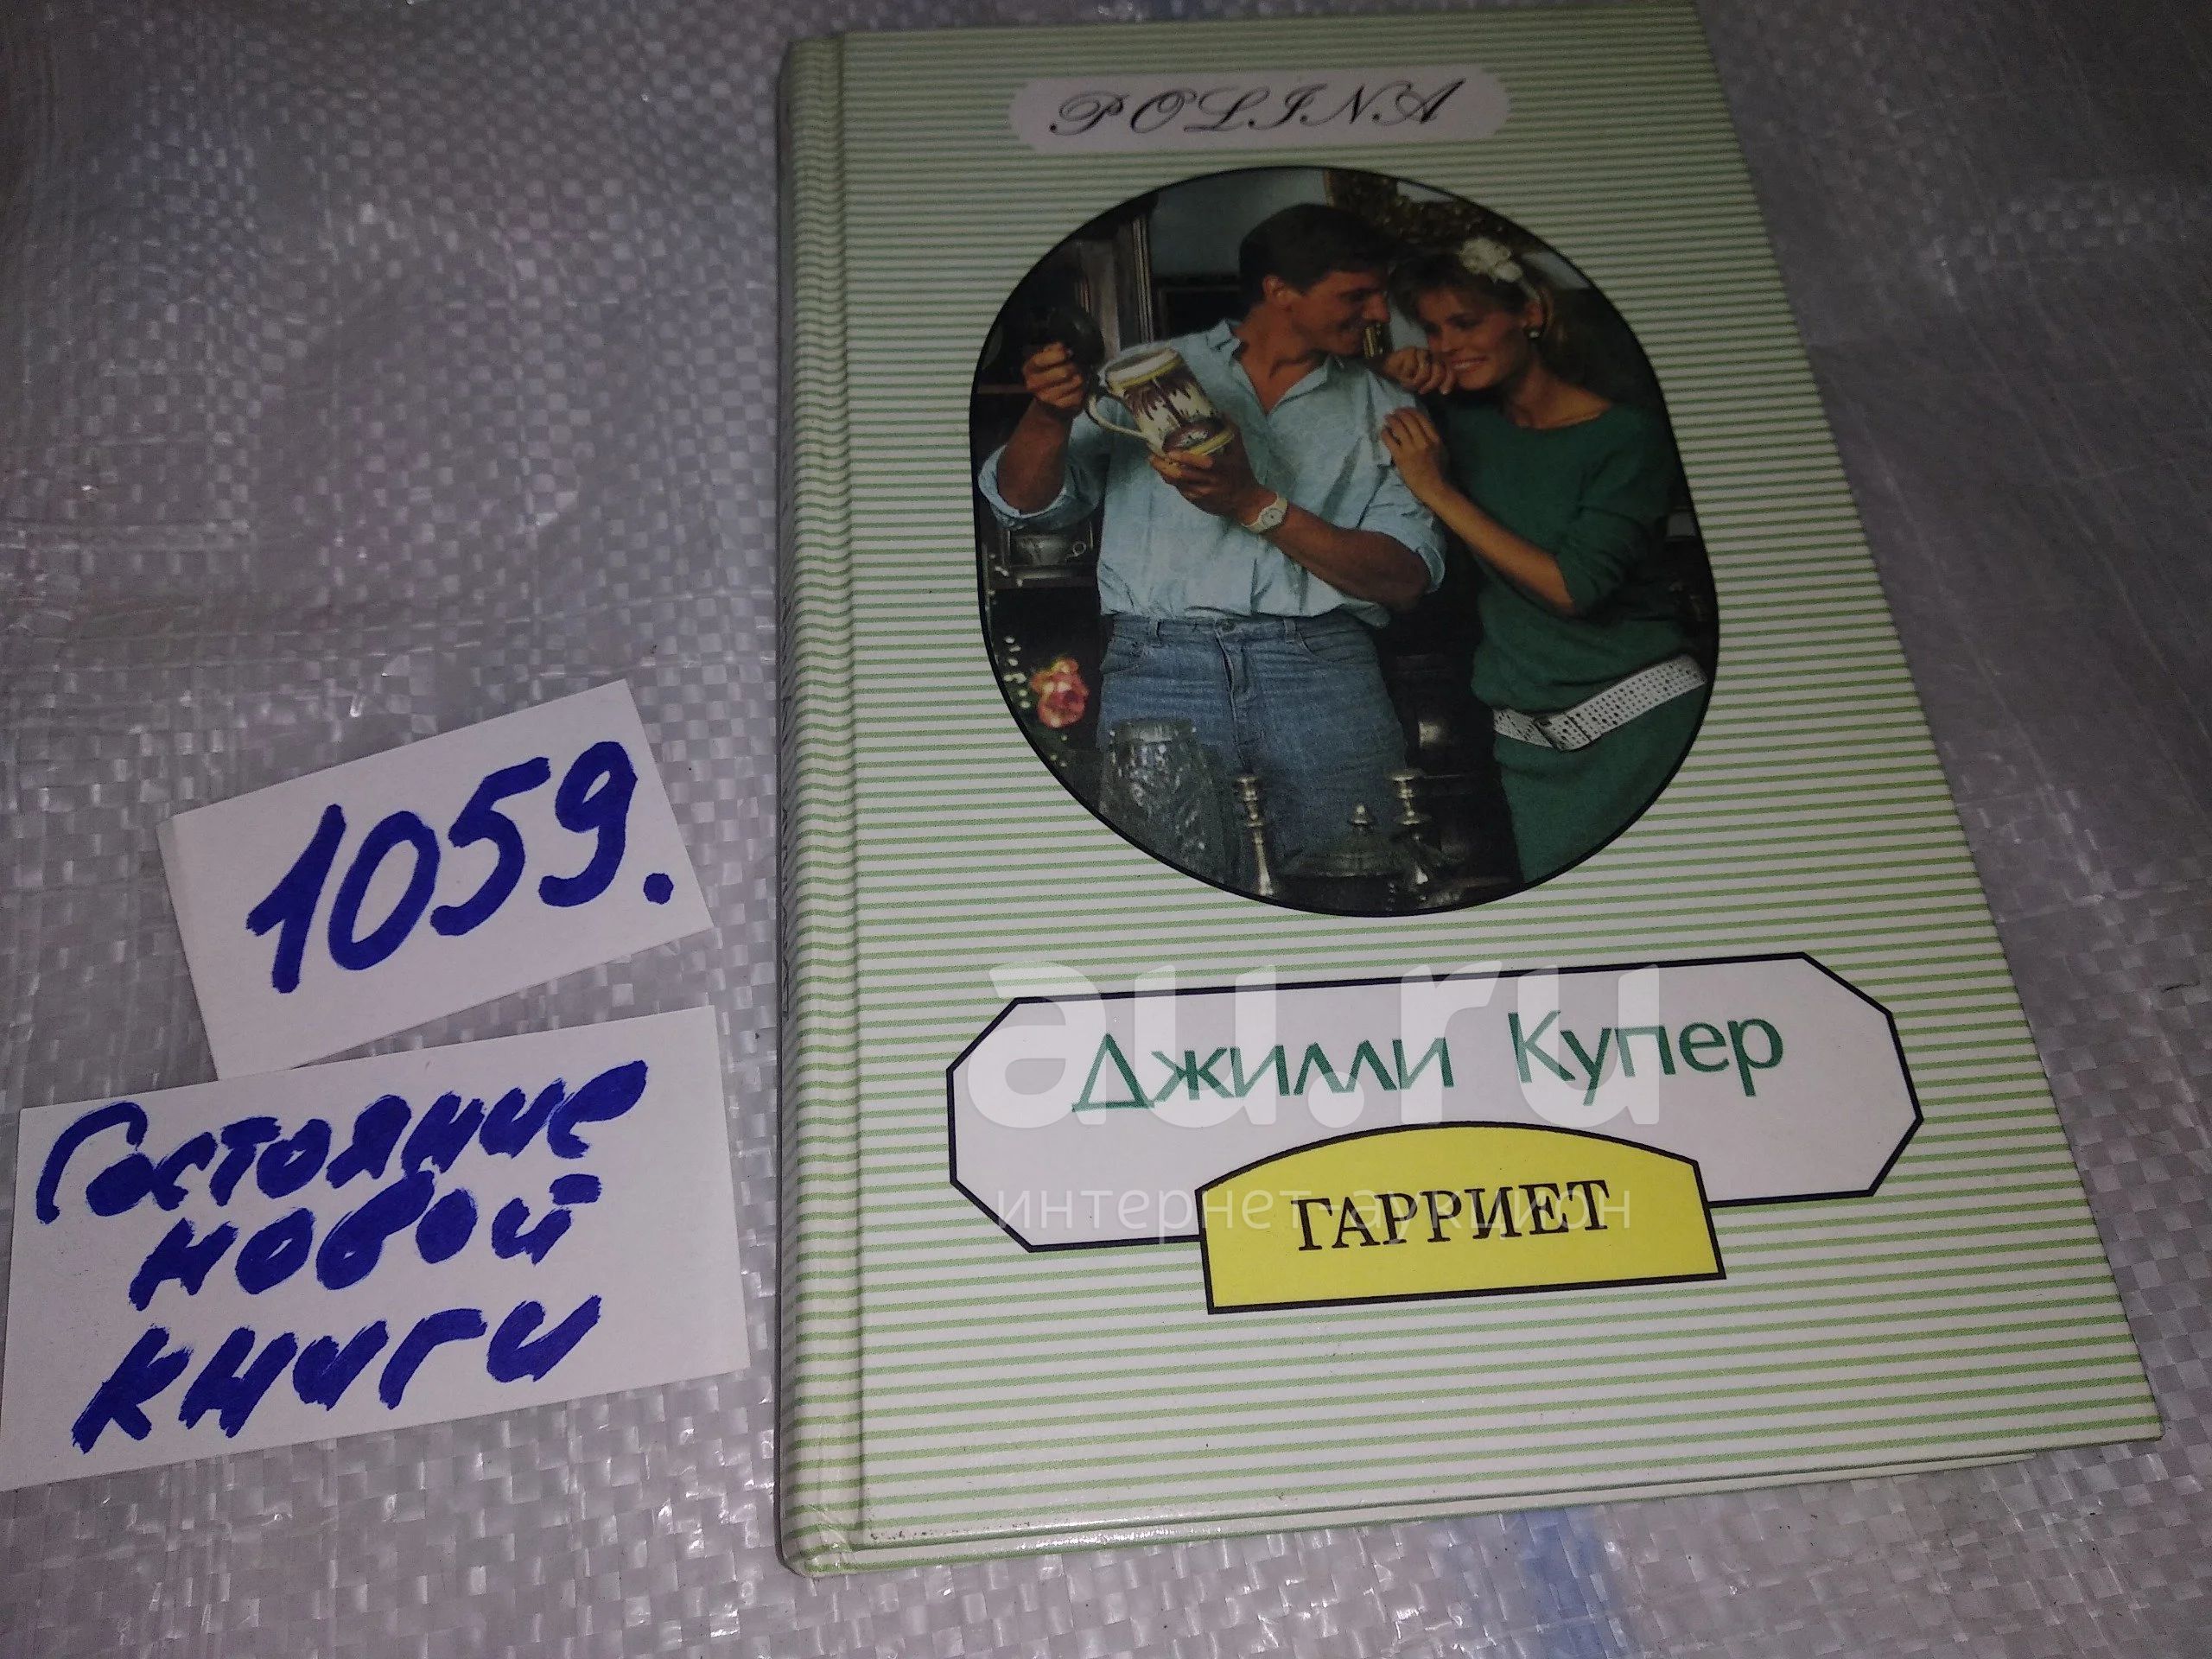 POLINA
1059.
Состояние
новой
книги
Джилли Купер
ГАРРИЕТ
au.ru
интернет-аукцион